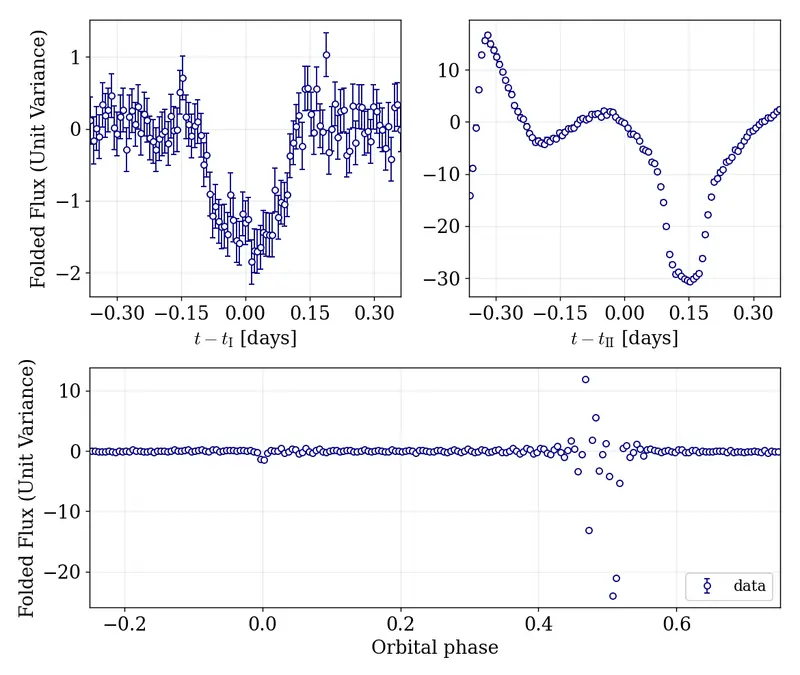 Folded Flux (Unit Variance)
1
0
−1
−2
−0.30 −0.15 0.00 0.15 0.30
t − tI [days]
10
0
−10
−20
−30
−0.30 −0.15 0.00 0.15 0.30
t − tII [days]
Folded Flux (Unit Variance)
10
0
−10
−20
data
−0.2 0.0 0.2 0.4 0.6
Orbital phase